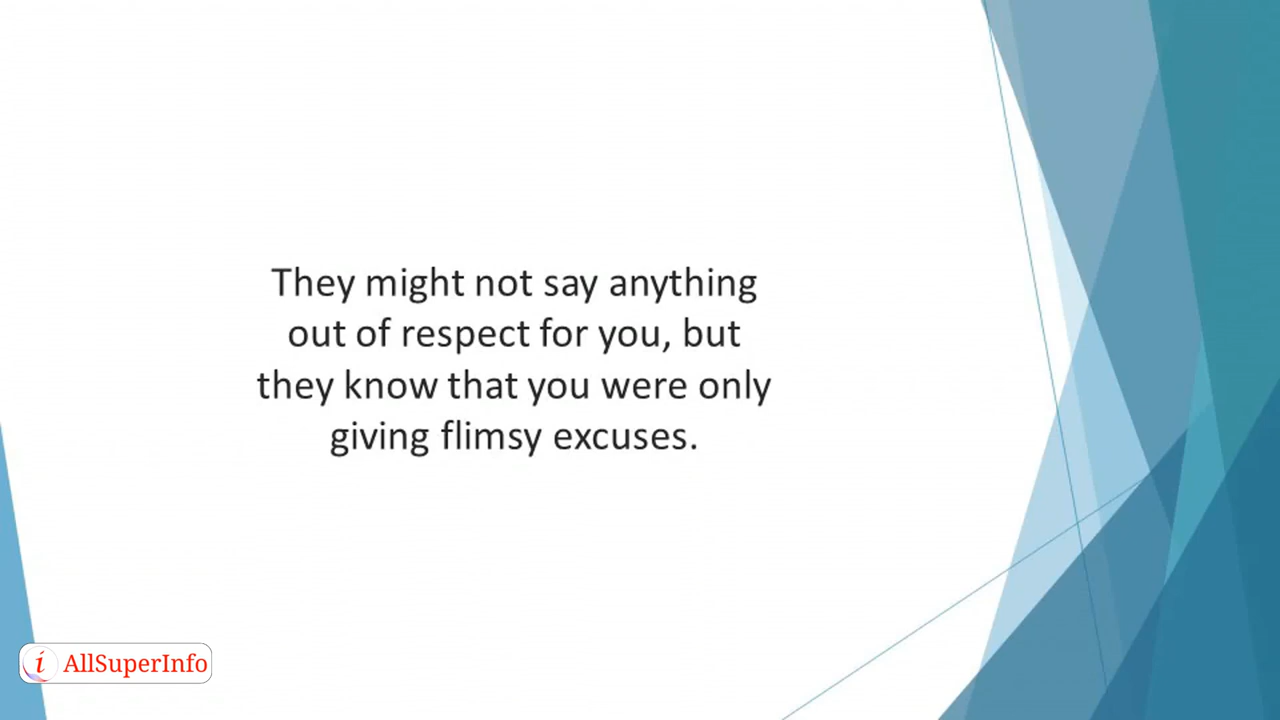 They might not say anything
out of respect for you, but
they know that you were only
giving flimsy excuses.
i AllSuperInfo